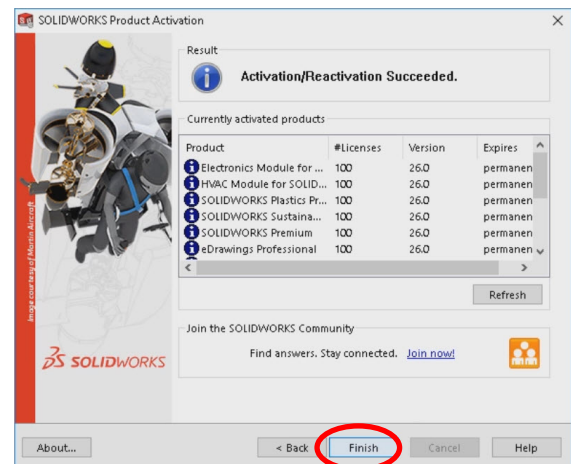 SOLIDWORKS Product Activation
Result
Activation/Reactivation Succeeded.
Currently activated products
Product #Licenses Version Expires
Electronics Module for ... 100 26.0 permanen
HVAC Module for SOLID... 100 26.0 permanen
SOLIDWORKS Plastics Pr... 100 26.0 permanen
SOLIDWORKS Sustaina... 100 26.0 permanen
SOLIDWORKS Premium 100 26.0 permanen
eDrawings Professional 100 26.0 permanen
Refresh
Join the SOLIDWORKS Community
Find answers. Stay connected. Join now!
Image courtesy of Martin Aircraft
SOLIDWORKS
About... < Back Finish Cancel Help